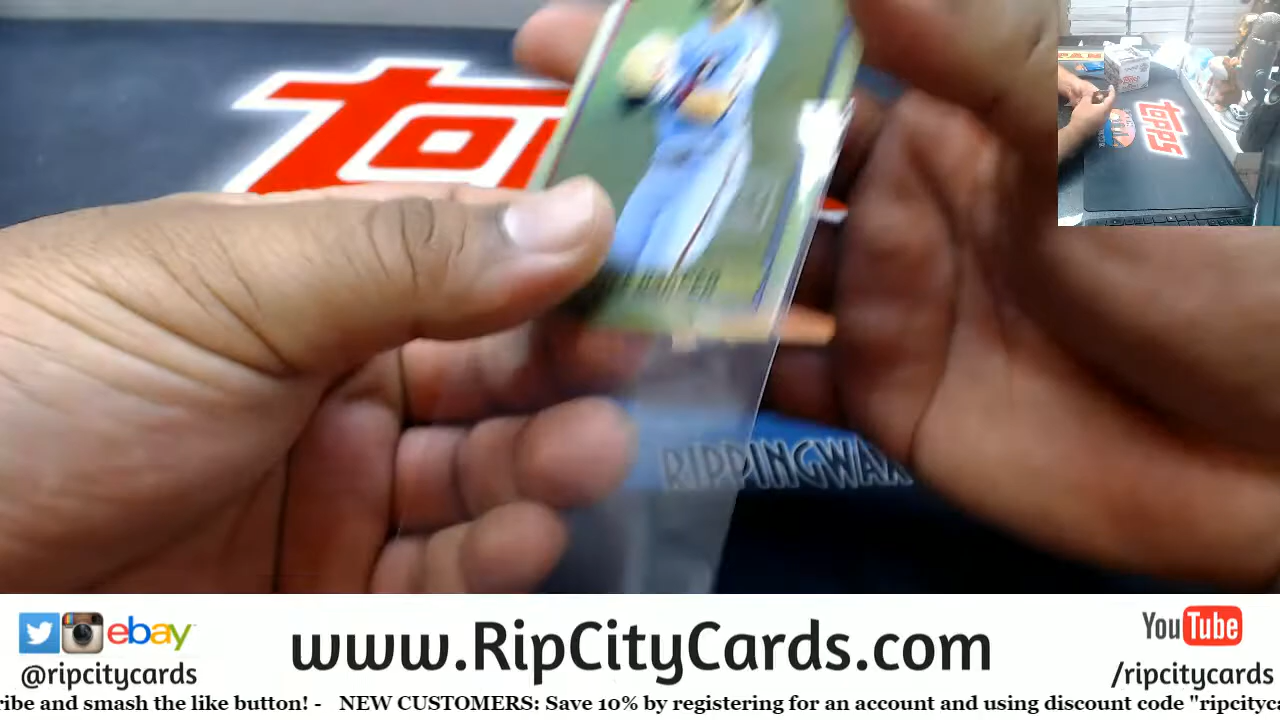 topps
RIPPINGWAX
ebay
www.RipCityCards.com
YouTube
@ripcitycards
/ripcitycards
ribe and smash the like button! - NEW CUSTOMERS: Save 10% by registering for an account and using discount code "ripcityca